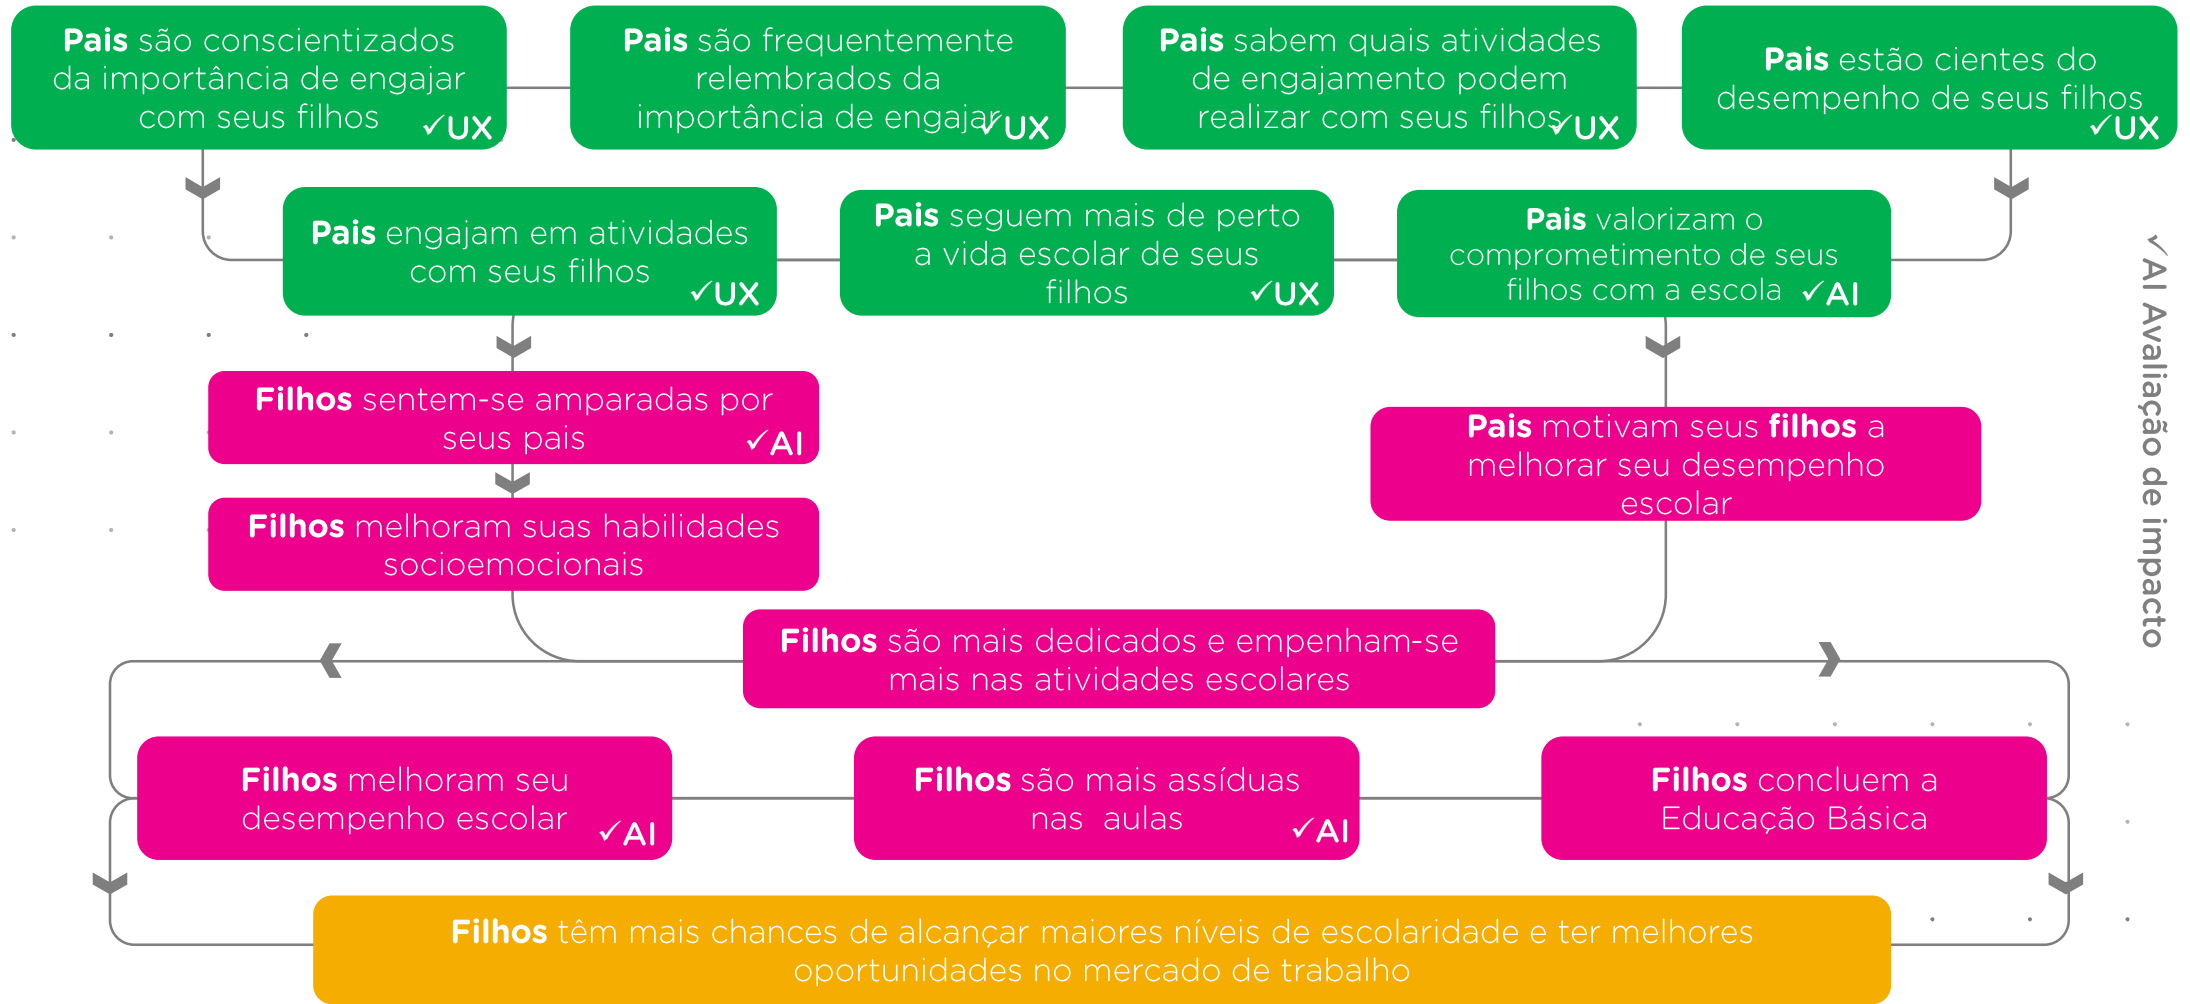 Pais são conscientizados
da importância de engajar
com seus filhos
✓UX
Pais são frequentemente
relembrados da
importância de engajar
✓UX
Pais sabem quais atividades
de engajamento podem
realizar com seus filhos
✓UX
Pais estão cientes do
desempenho de seus filhos
✓UX
Pais engajam em atividades
com seus filhos
✓UX
Pais seguem mais de perto
a vida escolar de seus
filhos
✓UX
Pais valorizam o
comprometimento de seus
filhos com a escola ✓AI
✓AI Avaliação de impacto
Filhos sentem-se amparadas por
seus pais
✓AI
Pais motivam seus filhos a
melhorar seu desempenho
escolar
Filhos melhoram suas habilidades
socioemocionais
Filhos são mais dedicados e empenham-se
mais nas atividades escolares
Filhos melhoram seu
desempenho escolar
✓AI
Filhos são mais assíduas
nas aulas
✓AI
Filhos concluem a
Educação Básica
Filhos têm mais chances de alcançar maiores níveis de escolaridade e ter melhores
oportunidades no mercado de trabalho